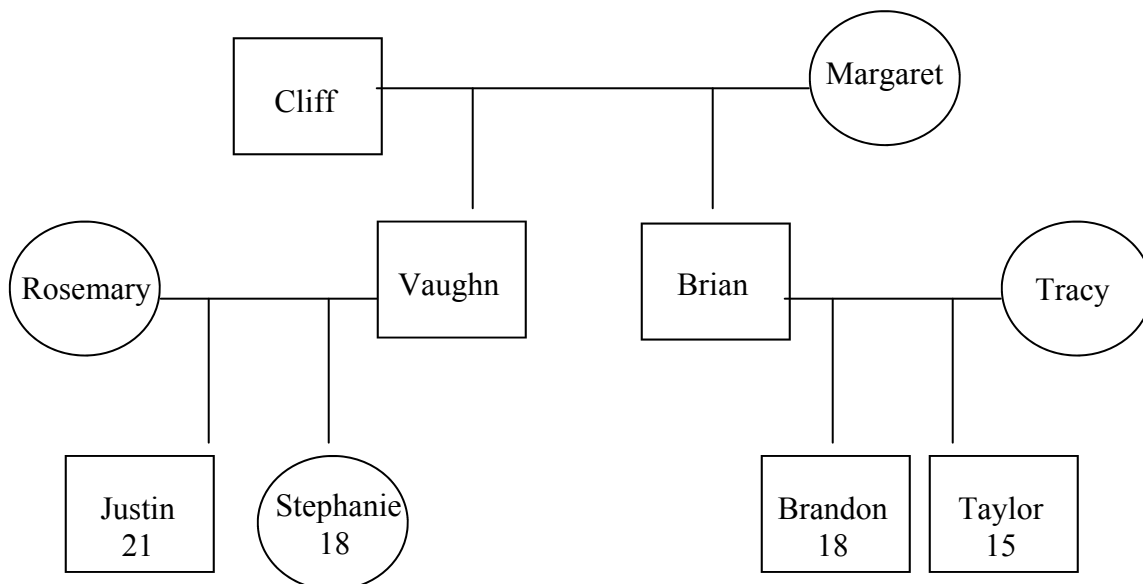 Cliff
Margaret
Rosemary
Vaughn
Brian
Tracy
Justin
21
Stephanie
18
Brandon
18
Taylor
15